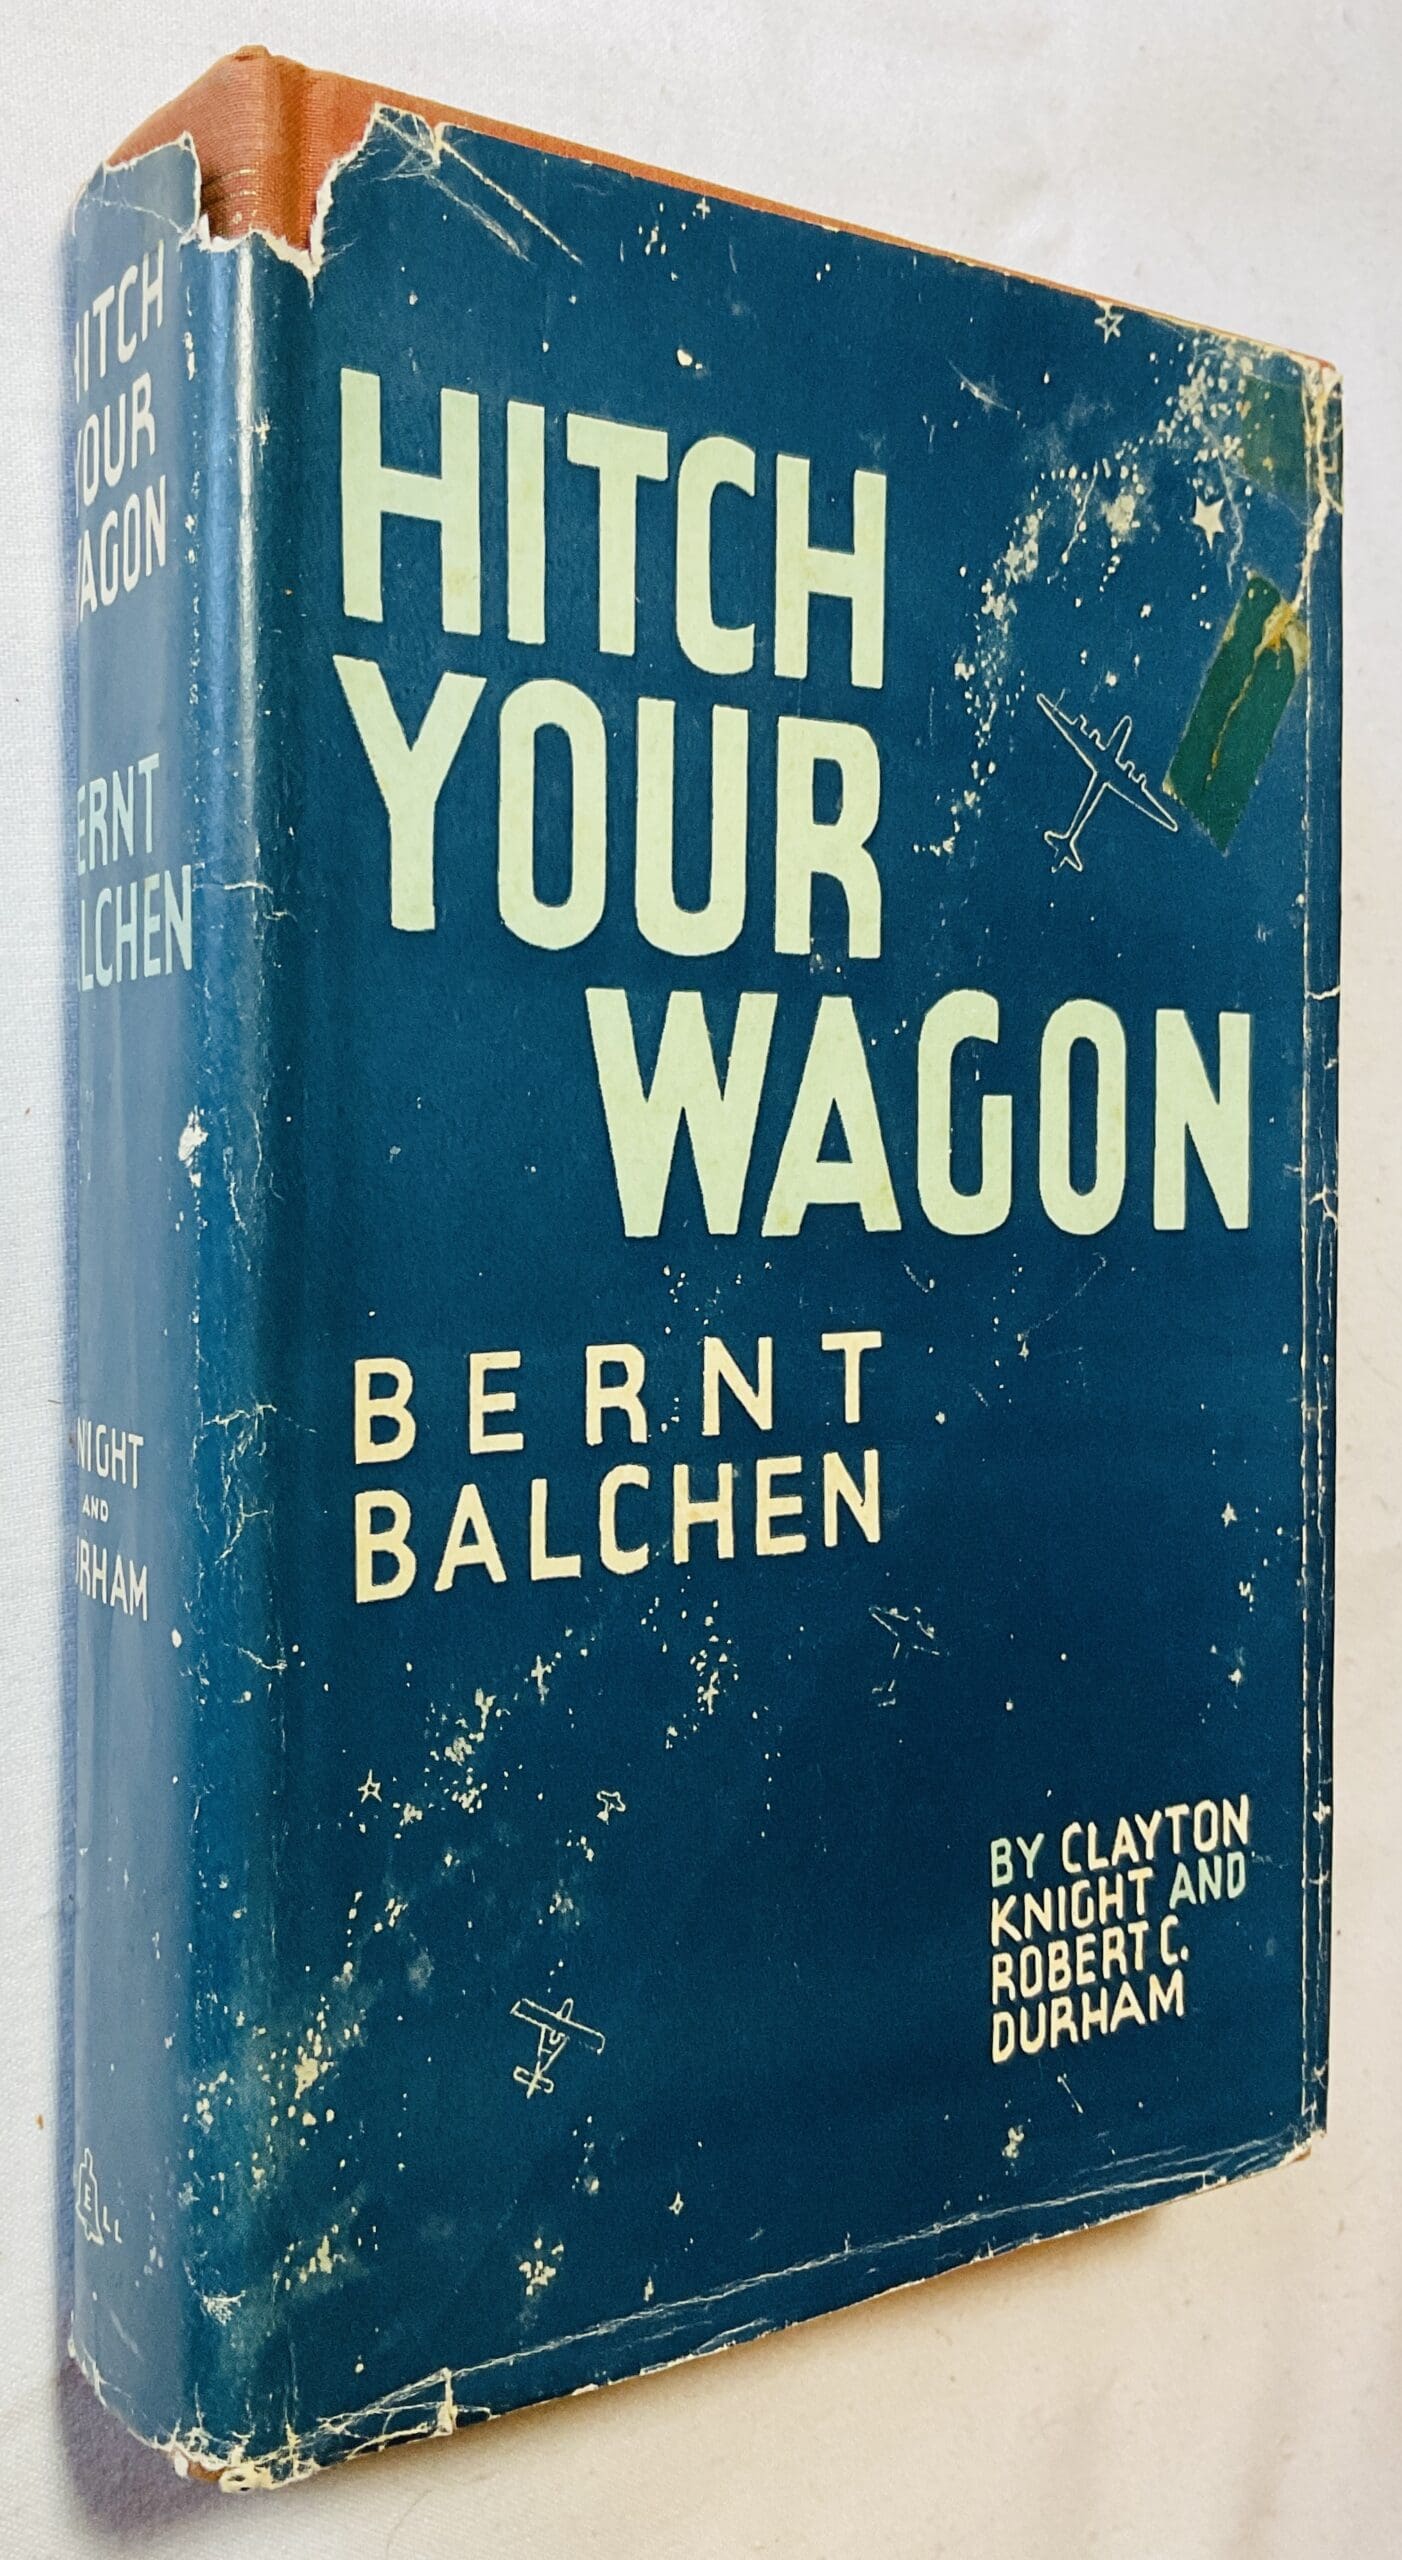 HITCH
YOUR
WAGON
BERNT
BALCHEN
BY CLAYTON
KNIGHT AND
ROBERT C.
DURHAM
HITCH
YOUR
WAGON
BERNT
BALCHEN
KNIGHT
AND
DURHAM
BELL